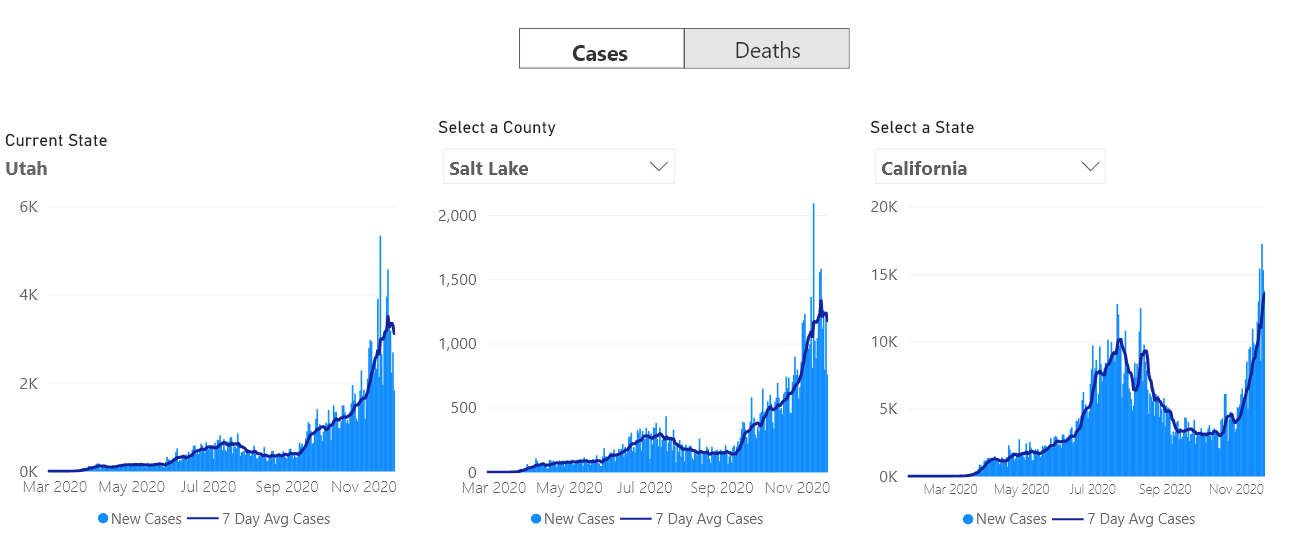 Cases Deaths
Current State
Utah
6K
4K
2K
0K
Mar 2020 May 2020 Jul 2020 Sep 2020 Nov 2020
New Cases 7 Day Avg Cases
Select a County
Salt Lake
2,000
1,500
1,000
500
0
Mar 2020 May 2020 Jul 2020 Sep 2020 Nov 2020
New Cases 7 Day Avg Cases
Select a State
California
20K
15K
10K
5K
0K
Mar 2020 May 2020 Jul 2020 Sep 2020 Nov 2020
New Cases 7 Day Avg Cases